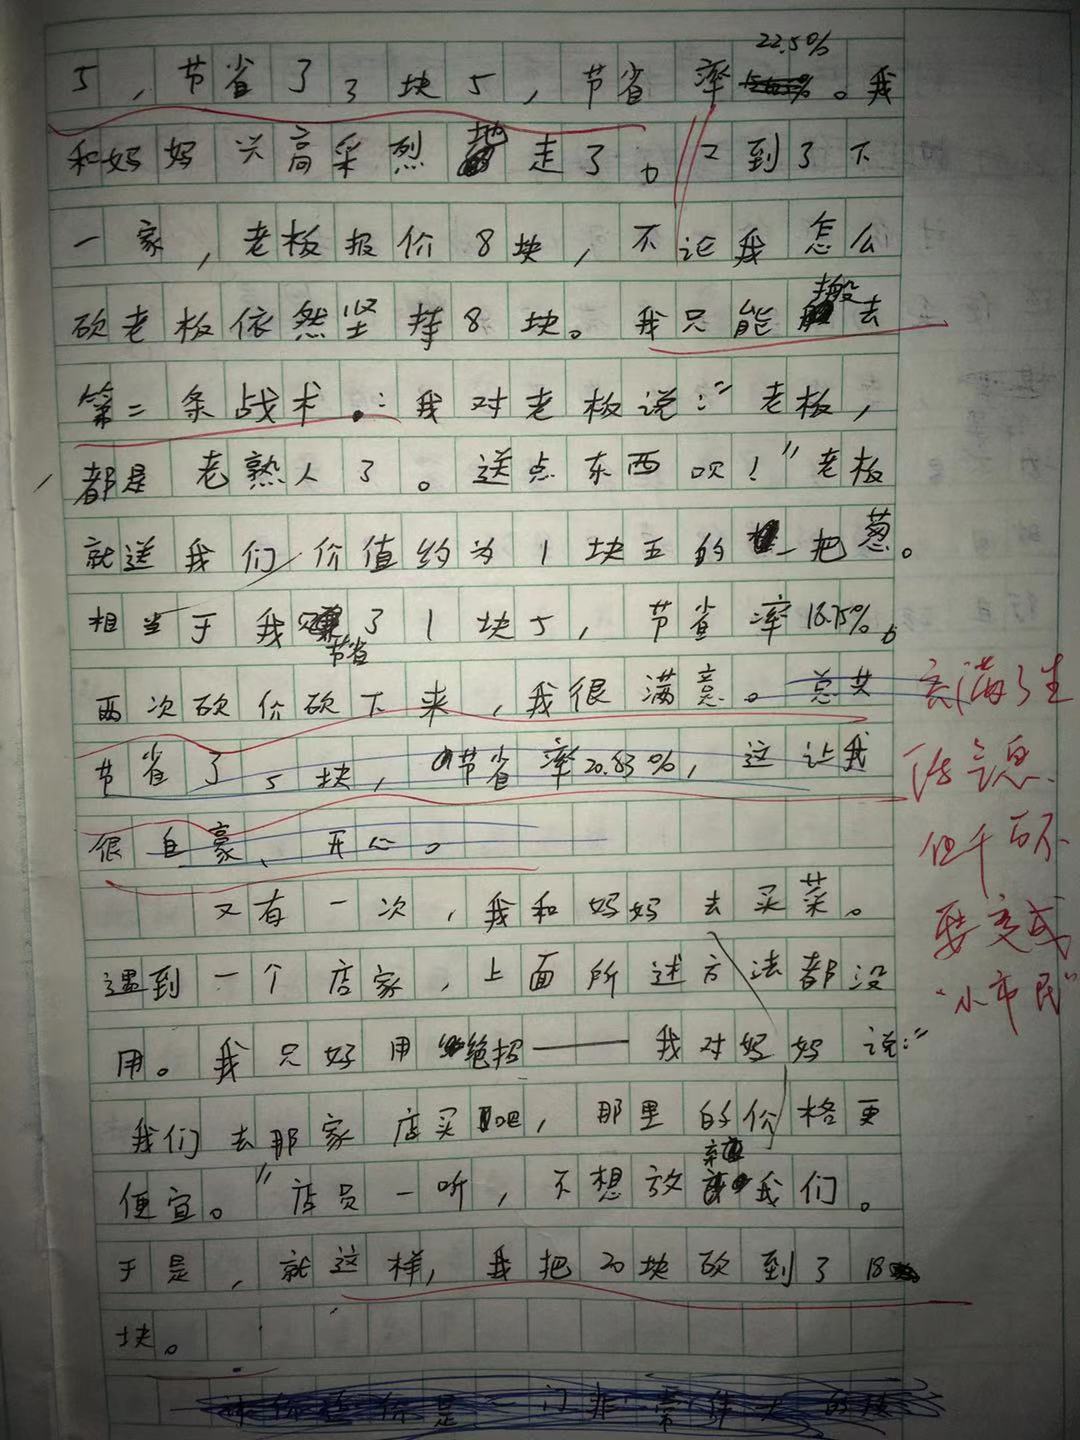 22.5%
5，节省了3块5，节省率。我
和妈妈兴高采烈地走了。又到了下
一家，老板报价8块，不论我怎么
砍老板依然坚持8块。我只能搬去
第二条战术。：我对老板说：“老板，
都是老熟人了。送点东西呗！”老板
就送我们价值约为1块五的一把葱。
相当于我了1块5，节省率18.75%。
节省
两次砍价砍下来，我很满意。总共
节省了5块，节省率20.83%，这让我
很自豪、开心。
又有一次，我和妈妈去买菜。
遇到一个店家，上面所述方法都没
用。我只好用绝招——我对妈妈说：“
我们去那家店买吧，那里的价格更
便宜。”店员一听，不想放我们。
于是，就这样，我把20块砍到了18
块。
充满了生
活气息
但千万不
要变成
“小市民”
是一门非常伟大的